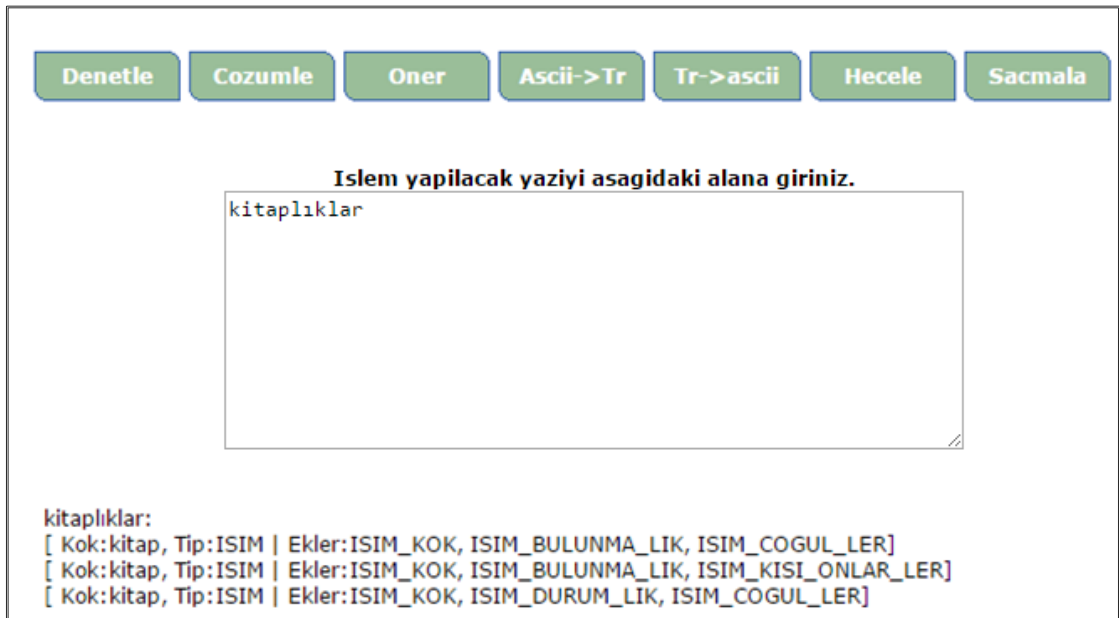 Denetle Cozumle Oner Ascii->Tr Tr->ascii Hecele Sacmala
Islem yapilacak yaziyi asagidaki alana giriniz.
kitaplıklar
kitaplıklar:
[ Kok:kitap, Tip:ISIM | Ekler:ISIM_KOK, ISIM_BULUNMA_LIK, ISIM_COGUL_LER]
[ Kok:kitap, Tip:ISIM | Ekler:ISIM_KOK, ISIM_BULUNMA_LIK, ISIM_KISI_ONLAR_LER]
[ Kok:kitap, Tip:ISIM | Ekler:ISIM_KOK, ISIM_DURUM_LIK, ISIM_COGUL_LER]